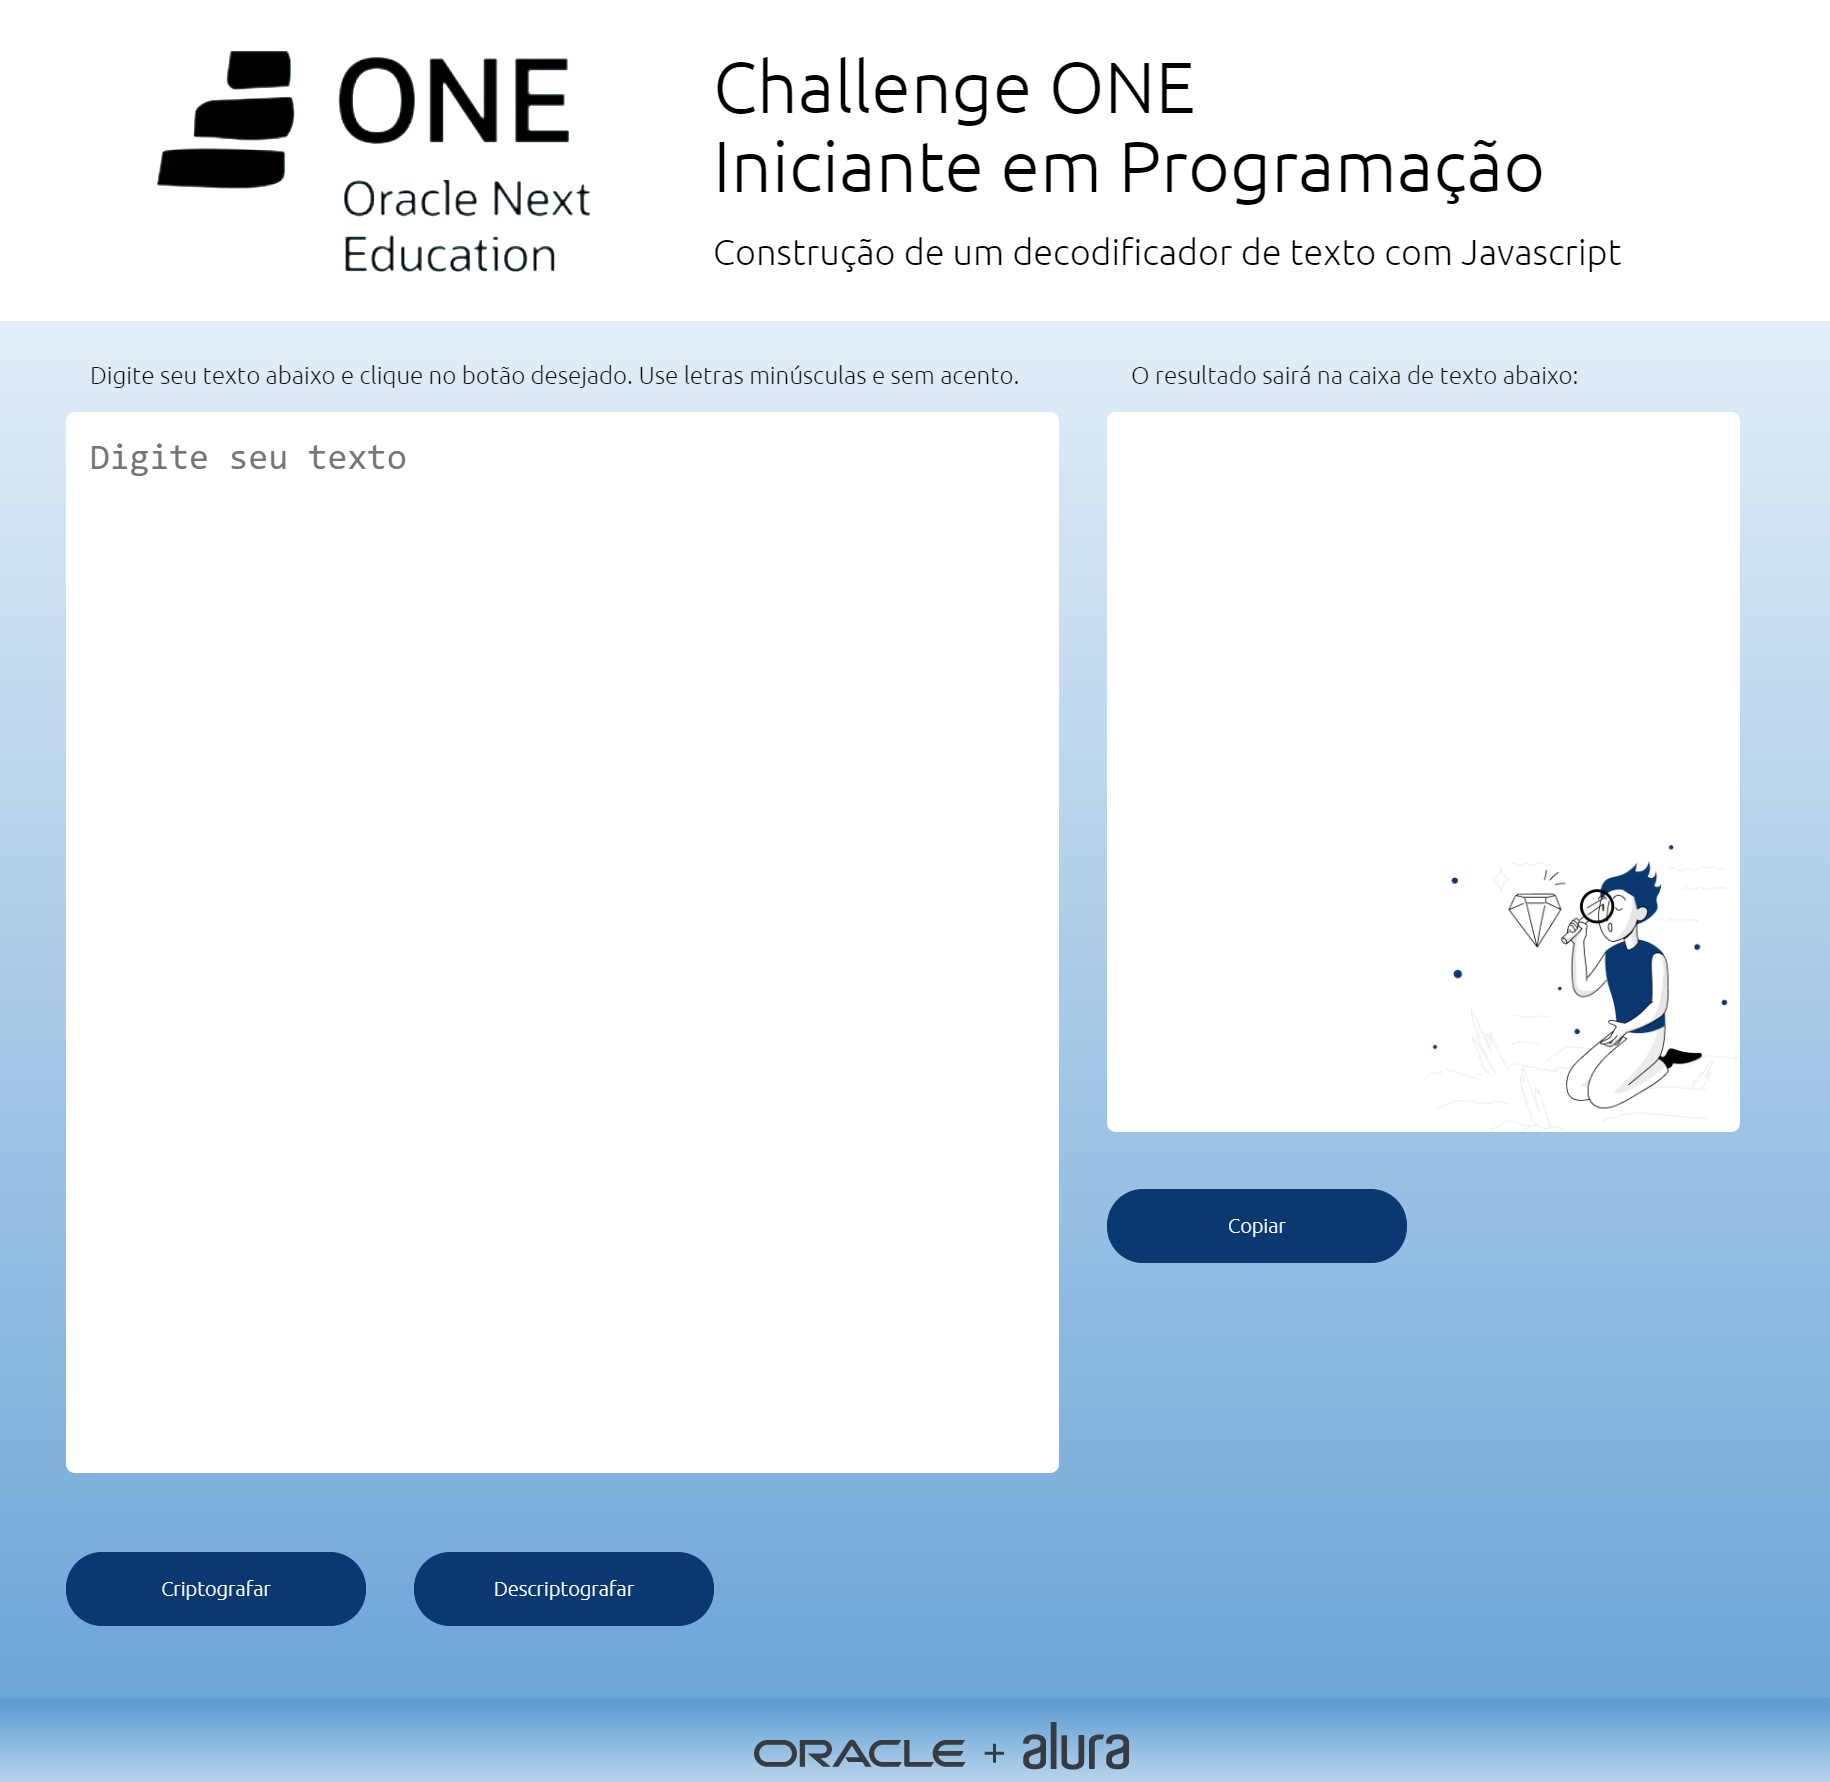 ONE
Oracle Next
Education
Challenge ONE
Iniciante em Programação
Construção de um decodificador de texto com Javascript
Digite seu texto abaixo e clique no botão desejado. Use letras minúsculas e sem acento.
Digite seu texto
O resultado sairá na caixa de texto abaixo:
Copiar
Criptografar
Descriptografar
ORACLE + alura